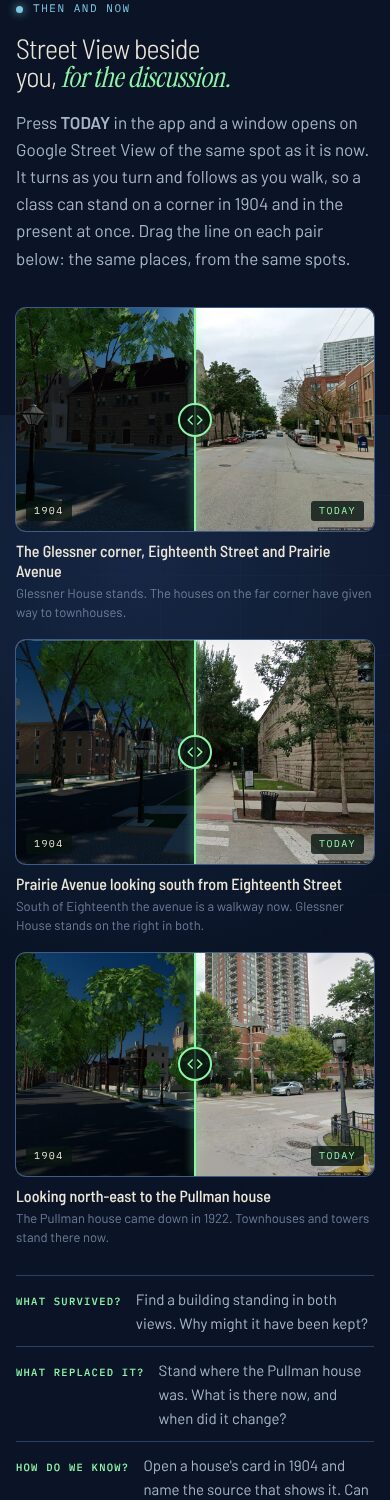 THEN AND NOW
Street View beside
you, for the discussion.
Press TODAY in the app and a window opens on
Google Street View of the same spot as it is now.
It turns as you turn and follows as you walk, so a
class can stand on a corner in 1904 and in the
present at once. Drag the line on each pair
below: the same places, from the same spots.
1904
TODAY
The Glessner corner, Eighteenth Street and Prairie
Avenue
Glessner House stands. The houses on the far corner have given
way to townhouses.
1904
TODAY
Prairie Avenue looking south from Eighteenth Street
South of Eighteenth the avenue is a walkway now. Glessner
House stands on the right in both.
1904
TODAY
Looking north-east to the Pullman house
The Pullman house came down in 1922. Townhouses and towers
stand there now.
WHAT SURVIVED? Find a building standing in both
views. Why might it have been kept?
WHAT REPLACED IT? Stand where the Pullman house
was. What is there now, and
when did it change?
HOW DO WE KNOW? Open a house's card in 1904 and
name the source that shows it. Can